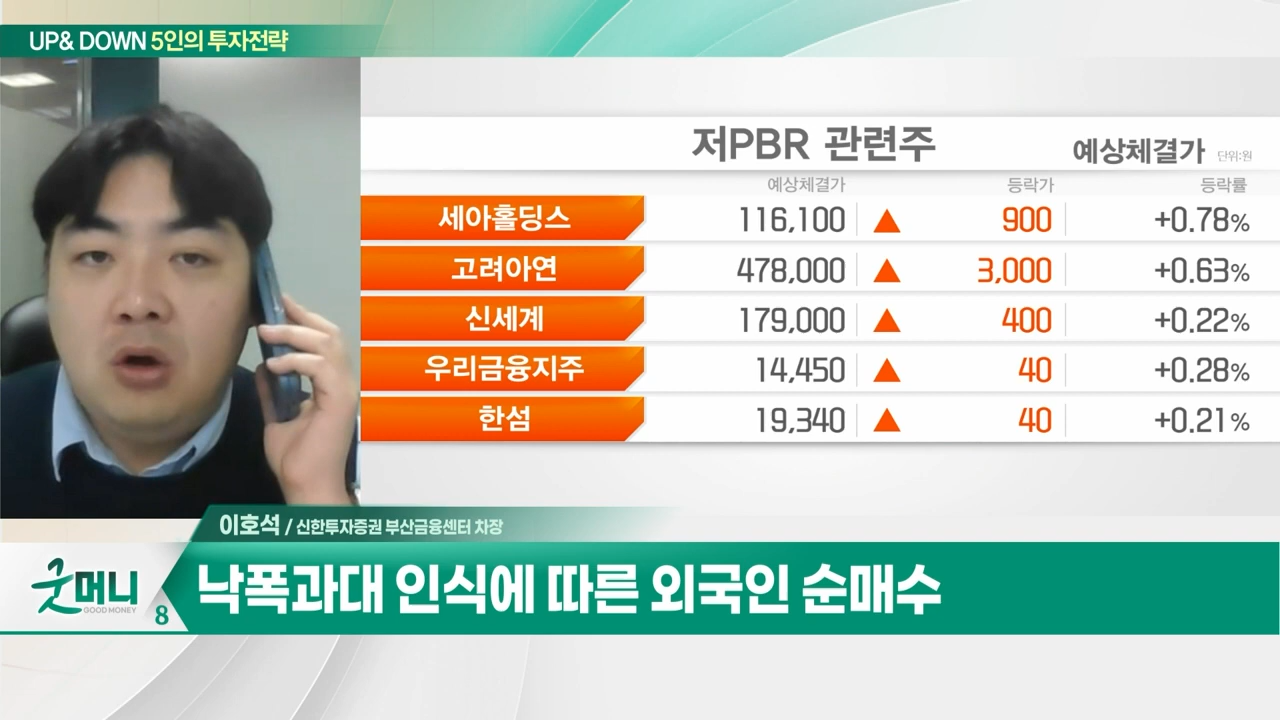 UP& DOWN 5인의 투자전략
저PBR 관련주
예상체결가 단위:원
예상체결가 등락가 등락률
세아홀딩스 116,100 ▲ 900 +0.78%
고려아연 478,000 ▲ 3,000 +0.63%
신세계 179,000 ▲ 400 +0.22%
우리금융지주 14,450 ▲ 40 +0.28%
한섬 19,340 ▲ 40 +0.21%
이호석 / 신한투자증권 부산금융센터 차장
굿머니
GOOD MONEY
8
낙폭과대 인식에 따른 외국인 순매수